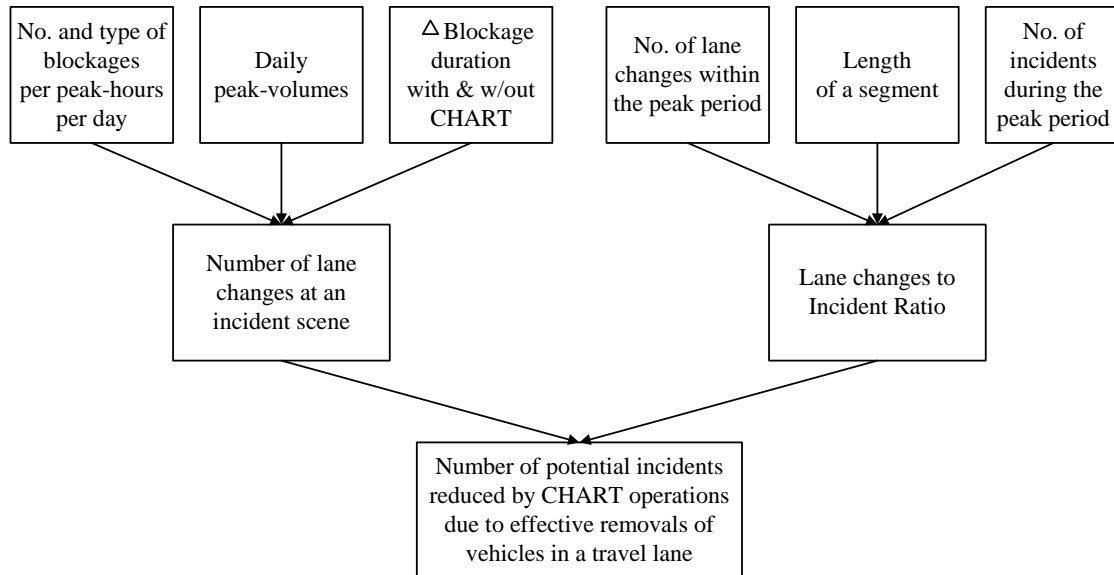 No. and type of
blockages
per peak-hours
per day
Daily
peak-volumes
△ Blockage
duration
with & w/out
CHART
No. of lane
changes within
the peak period
Length
of a segment
No. of
incidents
during the
peak period
Number of lane
changes at an
incident scene
Lane changes to
Incident Ratio
Number of potential incidents
reduced by CHART operations
due to effective removals of
vehicles in a travel lane